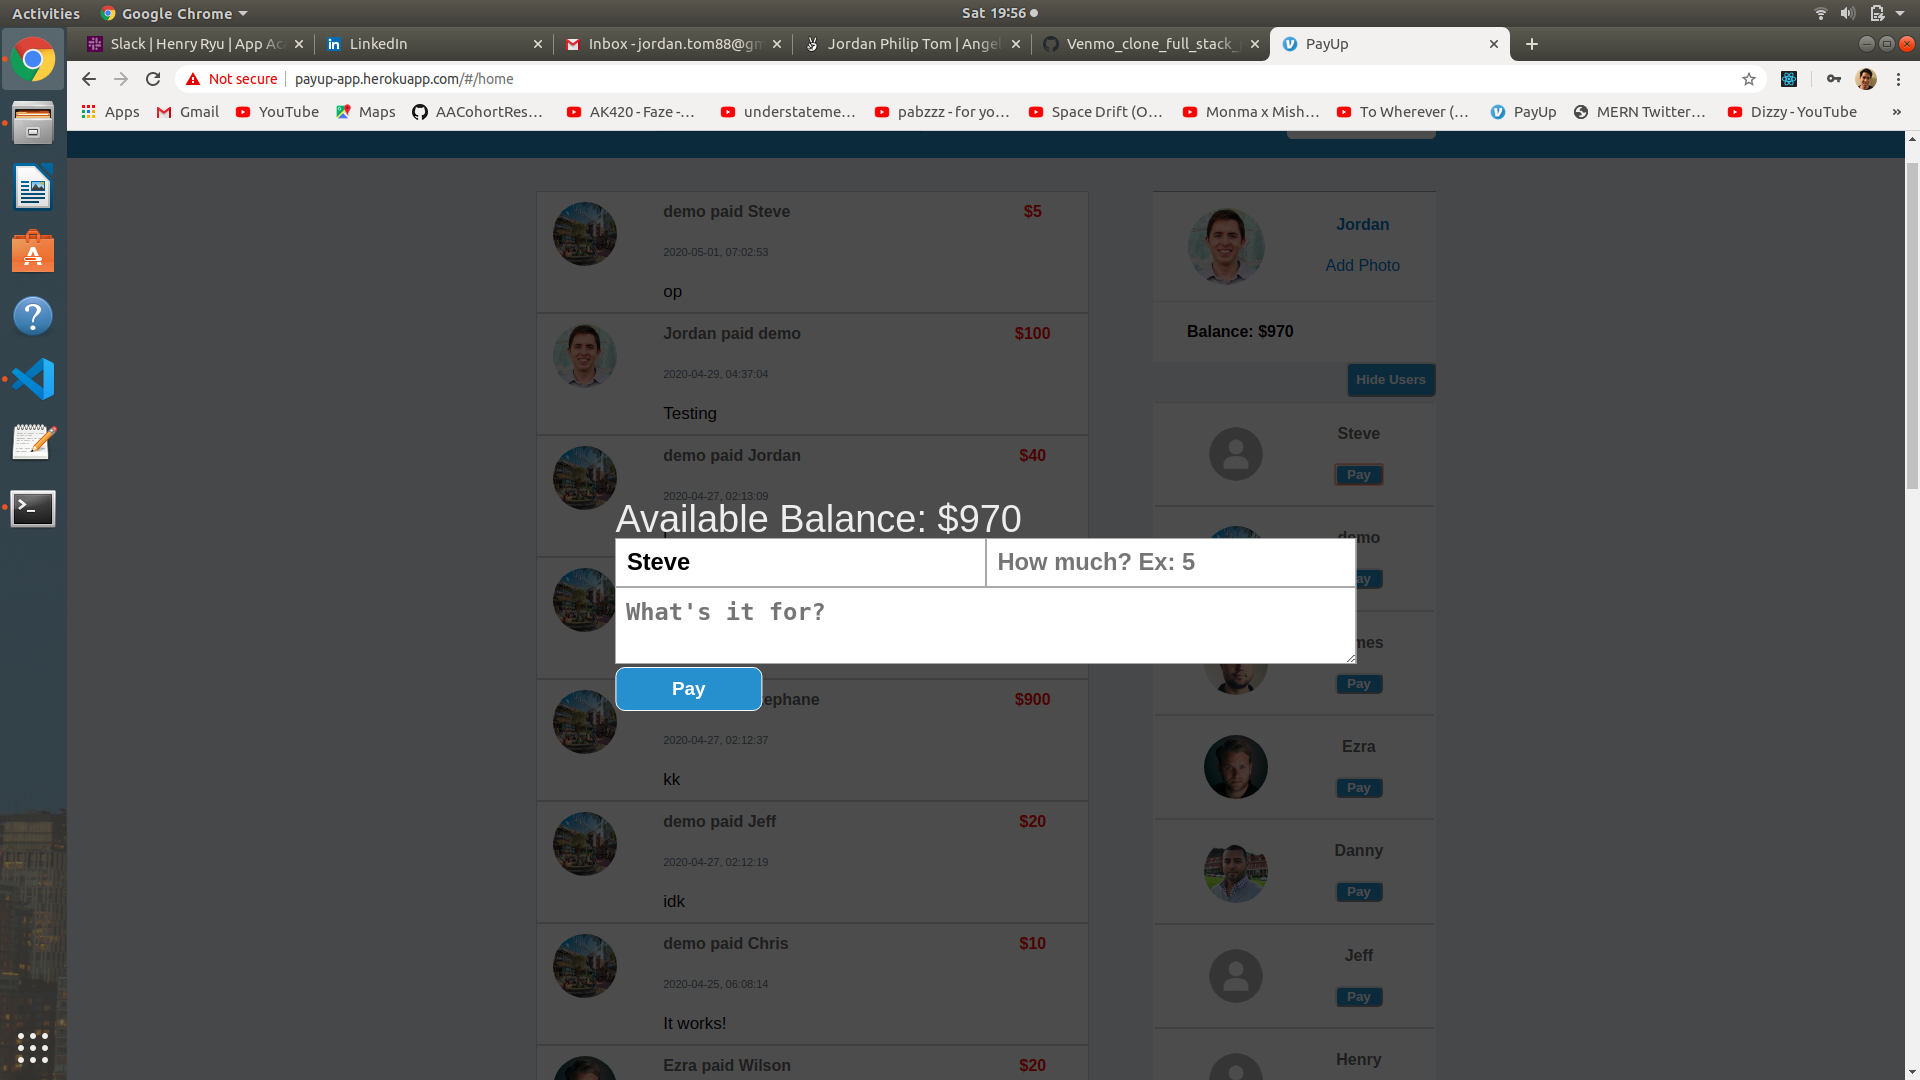 Activities
Google Chrome
Sat 19:56
Slack | Henry Ryu | App Ac
LinkedIn
Inbox - jordan.tom88@gm
Jordan Philip Tom | Angel
Venmo_clone_full_stack_
PayUp
Not secure
payup-app.herokuapp.com/#/home
Apps
Gmail
YouTube
Maps
AACohortRes…
AK420 - Faze -…
understateme…
pabzzz - for yo…
Space Drift (O…
Monma x Mish…
To Wherever (…
PayUp
MERN Twitter…
Dizzy - YouTube
»
demo paid Steve
$5
2020-05-01, 07:02:53
op
Jordan paid demo
$100
2020-04-29, 04:37:04
Testing
demo paid Jordan
$40
2020-04-27, 02:13:09
Available Balance: $970
Steve
How much? Ex: 5
What's it for?
Pay
ephane
$900
2020-04-27, 02:12:37
kk
demo paid Jeff
$20
2020-04-27, 02:12:19
idk
demo paid Chris
$10
2020-04-25, 06:08:14
It works!
Ezra paid Wilson
$20
Jordan
Add Photo
Balance: $970
Hide Users
Steve
Pay
demo
ay
mes
Pay
Ezra
Pay
Danny
Pay
Jeff
Pay
Henry